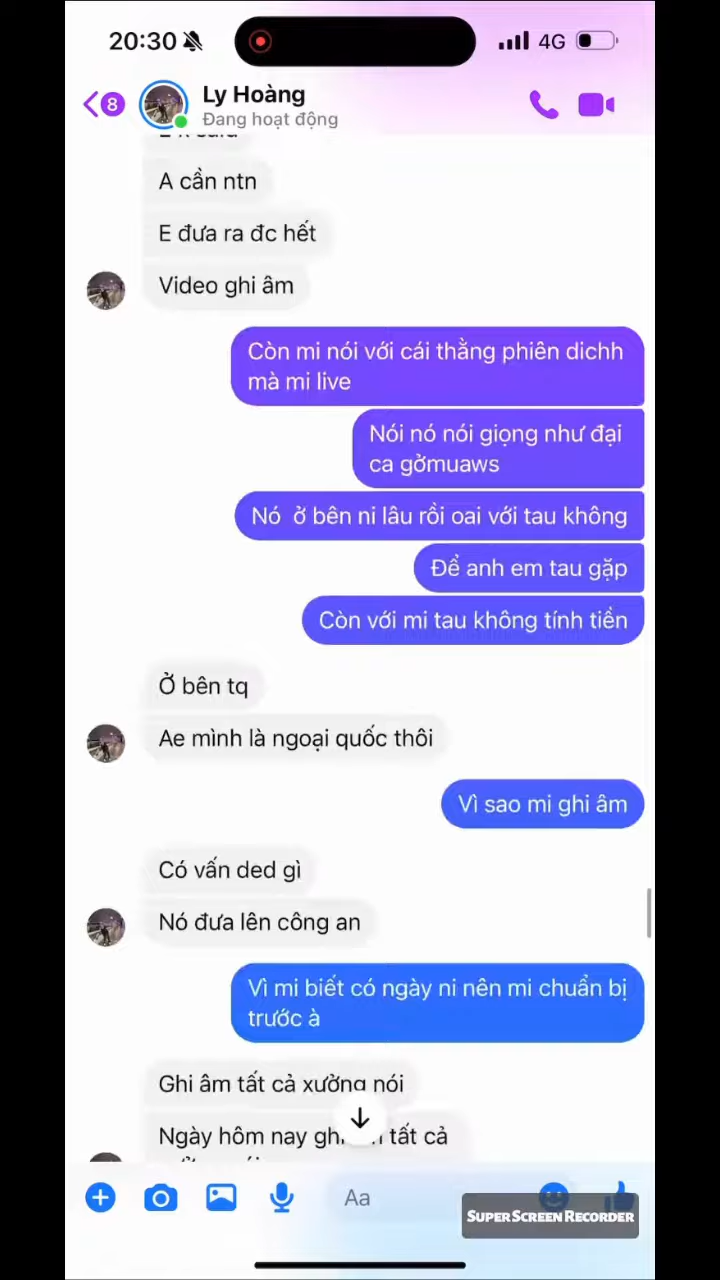 20:30
4G
8
Ly Hoàng
Đang hoạt động
A cần ntn
E đưa ra đc hết
Video ghi âm
Còn mi nói với cái thằng phiên dichh
mà mi live
Nói nó nói giọng như đại
ca gởmuaws
Nó ở bên ni lâu rồi oai với tau không
Để anh em tau gặp
Còn với mi tau không tính tiền
Ở bên tq
Ae mình là ngoại quốc thôi
Vì sao mi ghi âm
Có vấn ded gì
Nó đưa lên công an
Vì mi biết có ngày ni nên mi chuẩn bị
trước à
Ghi âm tất cả xưởng nói
Ngày hôm nay tất cả
Aa
SUPER SCREEN RECORDER